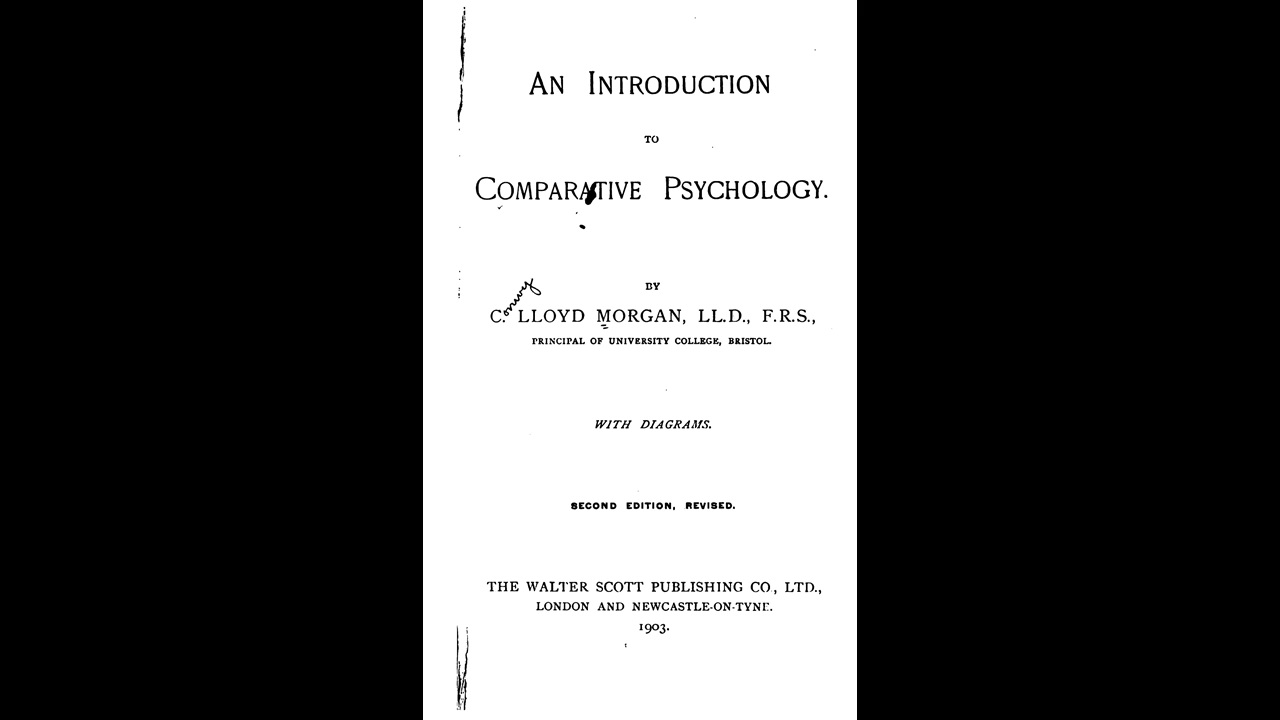 AN INTRODUCTION
TO
COMPARATIVE PSYCHOLOGY.
BY
onwy
C. LLOYD MORGAN, LL.D., F.R.S.,
PRINCIPAL OF UNIVERSITY COLLEGE, BRISTOL.
WITH DIAGRAMS.
SECOND EDITION, REVISED.
THE WALTER SCOTT PUBLISHING CO., LTD.,
LONDON AND NEWCASTLE-ON-TYNE.
1903.